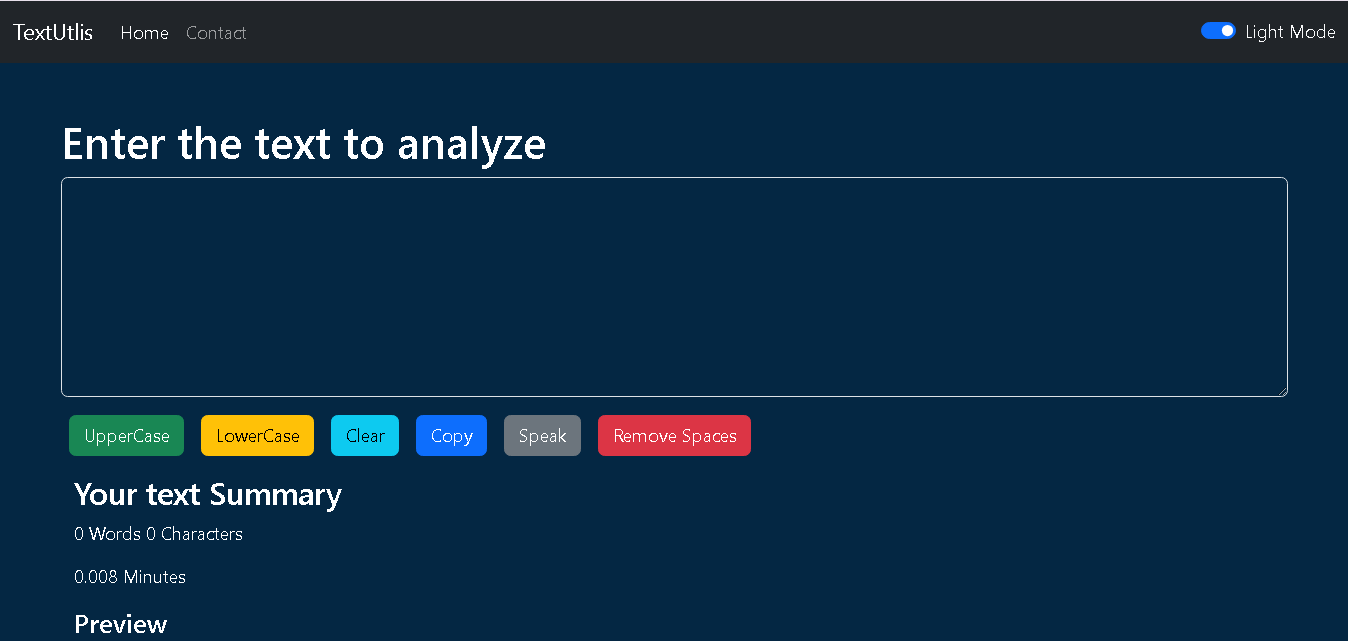 TextUtlis Home Contact Light Mode
Enter the text to analyze
UpperCase LowerCase Clear Copy Speak Remove Spaces
Your text Summary
0 Words 0 Characters
0.008 Minutes
Preview